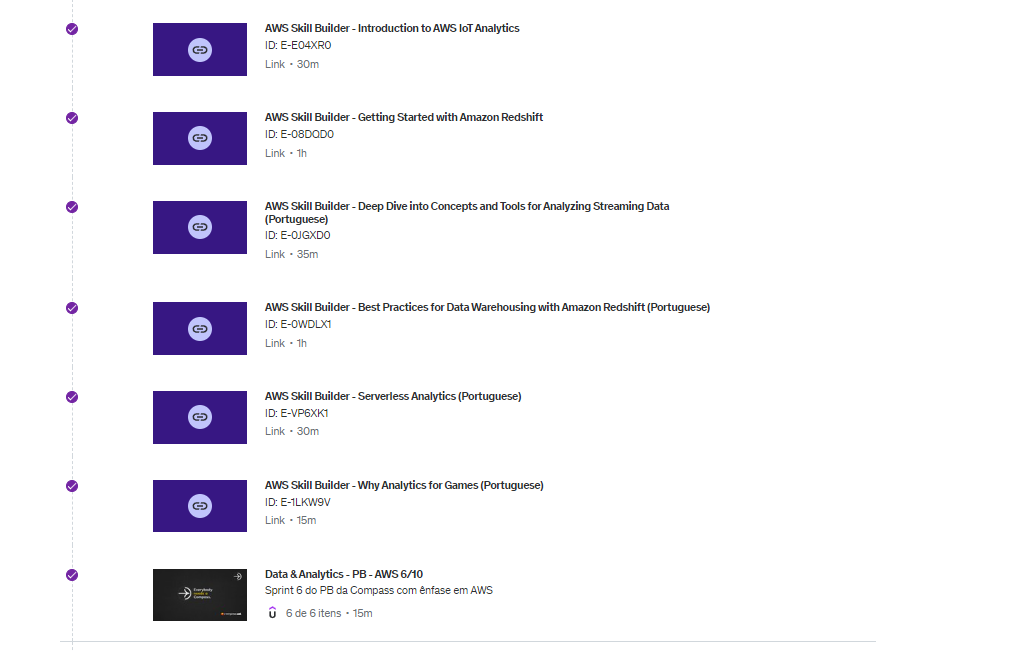 AWS Skill Builder - Introduction to AWS IoT Analytics
ID: E-E04XR0
Link • 30m
AWS Skill Builder - Getting Started with Amazon Redshift
ID: E-08DQD0
Link • 1h
AWS Skill Builder - Deep Dive into Concepts and Tools for Analyzing Streaming Data
(Portuguese)
ID: E-0JGXD0
Link • 35m
AWS Skill Builder - Best Practices for Data Warehousing with Amazon Redshift (Portuguese)
ID: E-0WDLX1
Link • 1h
AWS Skill Builder - Serverless Analytics (Portuguese)
ID: E-VP6XK1
Link • 30m
AWS Skill Builder - Why Analytics for Games (Portuguese)
ID: E-1LKW9V
Link • 15m
Everybody
needs a
Compass
Data & Analytics - PB - AWS 6/10
Sprint 6 do PB da Compass com ênfase em AWS
6 de 6 itens • 15m